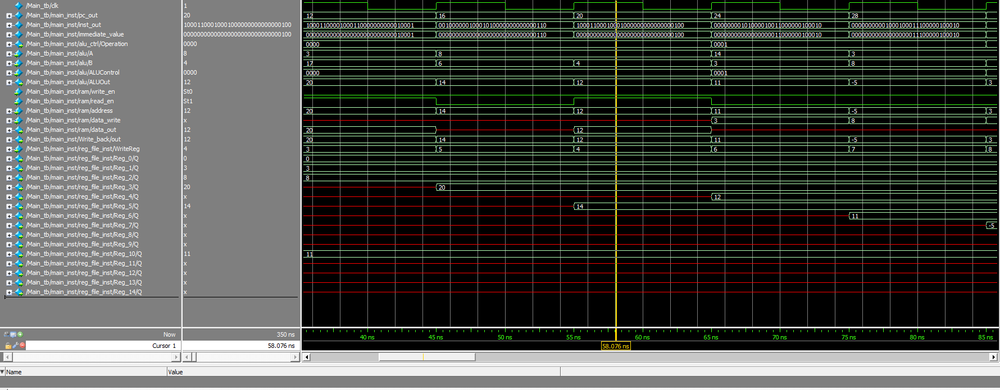 /Main_tb/clk 1
/Main_tb/main_inst/pc_out 20 12 16 20 24 28
/Main_tb/main_inst/inst_out 10001100010001000000000000000100 10001100001000110000000000010001 00100000010001010000000000000110 10001100010001000000000000000100 00000000101000010011000000100010 00000000001000100011100000100010
/Main_tb/main_inst/immediate_value 00000000000000000000000000000100 00000000000000000000000000010001 00000000000000000000000000000110 00000000000000000000000000000100 00000000000000000011000000100010 00000000000000000011100000100010
/Main_tb/main_inst/alu_ctrl/Operation 0000 0000 0001
/Main_tb/main_inst/alu/A 8 3 8 14 3
/Main_tb/main_inst/alu/B 4 17 6 4 3 8
/Main_tb/main_inst/alu/ALUControl 0000 0000 0001
/Main_tb/main_inst/alu/ALUOut 12 20 14 12 11 -5 3
/Main_tb/main_inst/ram/write_en St0
/Main_tb/main_inst/ram/read_en St1
/Main_tb/main_inst/ram/address 12 20 14 12 11 -5 3
/Main_tb/main_inst/ram/data_write x 3 8
/Main_tb/main_inst/ram/data_out 12 20 12
/Main_tb/main_inst/Write_back/out 12 20 14 12 11 -5 3
/Main_tb/main_inst/reg_file_inst/WriteReg 4 3 5 4 6 7 8
/Main_tb/main_inst/reg_file_inst/Reg_0/Q 0 0
/Main_tb/main_inst/reg_file_inst/Reg_1/Q 3 3
/Main_tb/main_inst/reg_file_inst/Reg_2/Q 8 8
/Main_tb/main_inst/reg_file_inst/Reg_3/Q 20 20
/Main_tb/main_inst/reg_file_inst/Reg_4/Q x 12
/Main_tb/main_inst/reg_file_inst/Reg_5/Q 14 14
/Main_tb/main_inst/reg_file_inst/Reg_6/Q x 11
/Main_tb/main_inst/reg_file_inst/Reg_7/Q x -5
/Main_tb/main_inst/reg_file_inst/Reg_8/Q x
/Main_tb/main_inst/reg_file_inst/Reg_9/Q x
/Main_tb/main_inst/reg_file_inst/Reg_10/Q 11 11
/Main_tb/main_inst/reg_file_inst/Reg_11/Q x
/Main_tb/main_inst/reg_file_inst/Reg_12/Q x
/Main_tb/main_inst/reg_file_inst/Reg_13/Q x
/Main_tb/main_inst/reg_file_inst/Reg_14/Q x
Now 350 ns 40 ns 45 ns 50 ns 55 ns 60 ns 65 ns 70 ns 75 ns 80 ns 85 ns
Cursor 1 58.076 ns 58.076 ns
Name Value